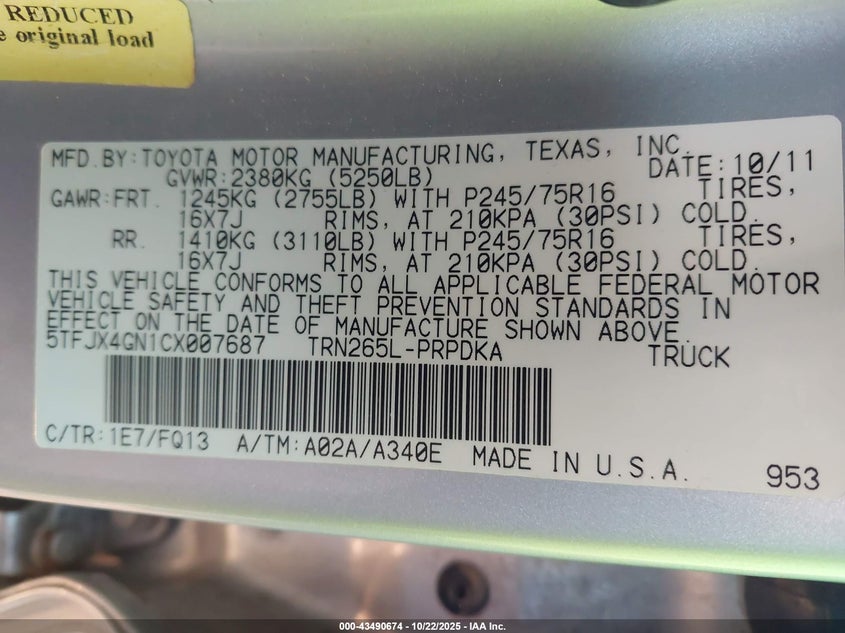 REDUCED
e original load
MFD.BY:TOYOTA MOTOR MANUFACTURING, TEXAS, INC.
GVWR:2380KG (5250LB) DATE:10/11
GAWR:FRT. 1245KG (2755LB) WITH P245/75R16 TIRES,
16X7J RIMS, AT 210KPA (30PSI) COLD.
RR. 1410KG (3110LB) WITH P245/75R16 TIRES,
16X7J RIMS, AT 210KPA (30PSI) COLD.
THIS VEHICLE CONFORMS TO ALL APPLICABLE FEDERAL MOTOR
VEHICLE SAFETY AND THEFT PREVENTION STANDARDS IN
EFFECT ON THE DATE OF MANUFACTURE SHOWN ABOVE.
5TFJX4GN1CX007687 TRN265L-PRPDKA TRUCK
C/TR:1E7/FQ13 A/TM:A02A/A340E MADE IN U.S.A.
953
000-43490674 - 10/22/2025 - IAA Inc.